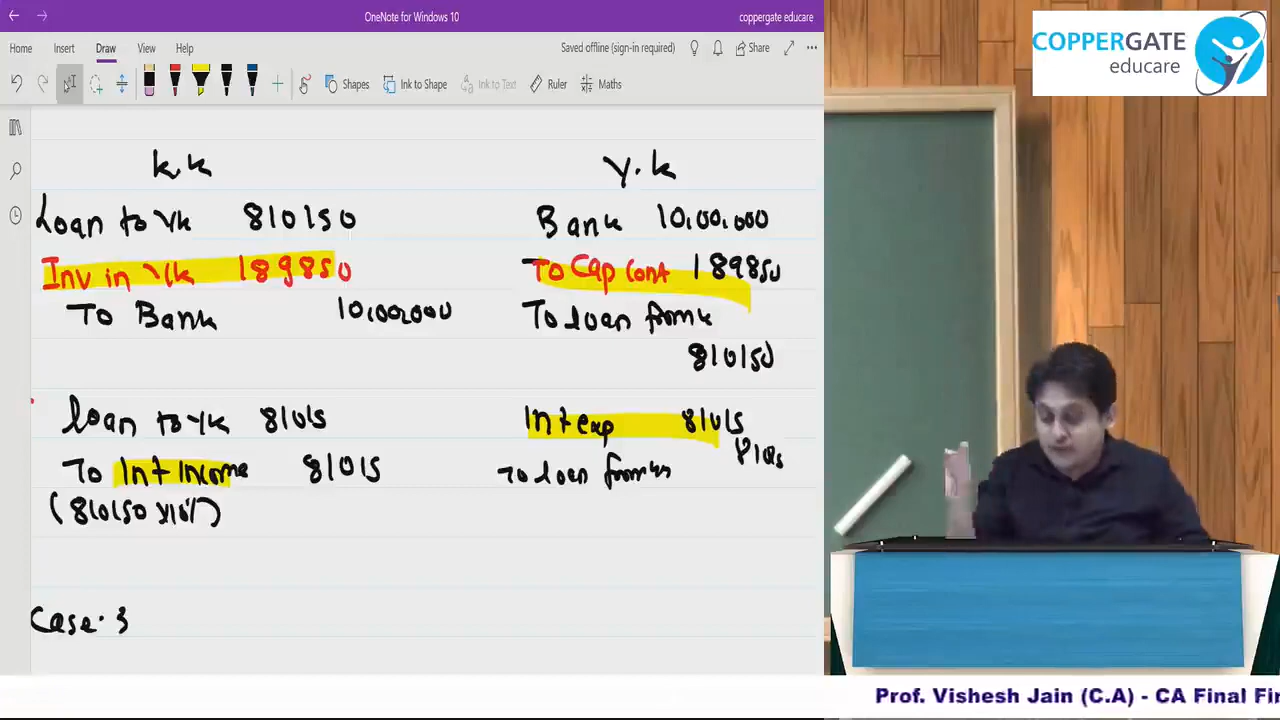 OneNote for Windows 10
coppergate educare
Home Insert Draw View Help
Saved offline (sign-in required)
Share
Shapes
Ink to Shape
Ink to Text
Ruler
Maths
COPPERGATE
educare
K.K
Y.K
Loan to YK 810150
Bank 10,00,000
Inv in YK 189850
To Cap Cont 189850
To Bank 10,00,000
To loan from K
810150
loan to YK 81015
Int exp 81015
81015
To Int Income 81015
To loan from
(810150 x 10%)
Case. 3
Prof. Vishesh Jain (C.A) - CA Final Fi